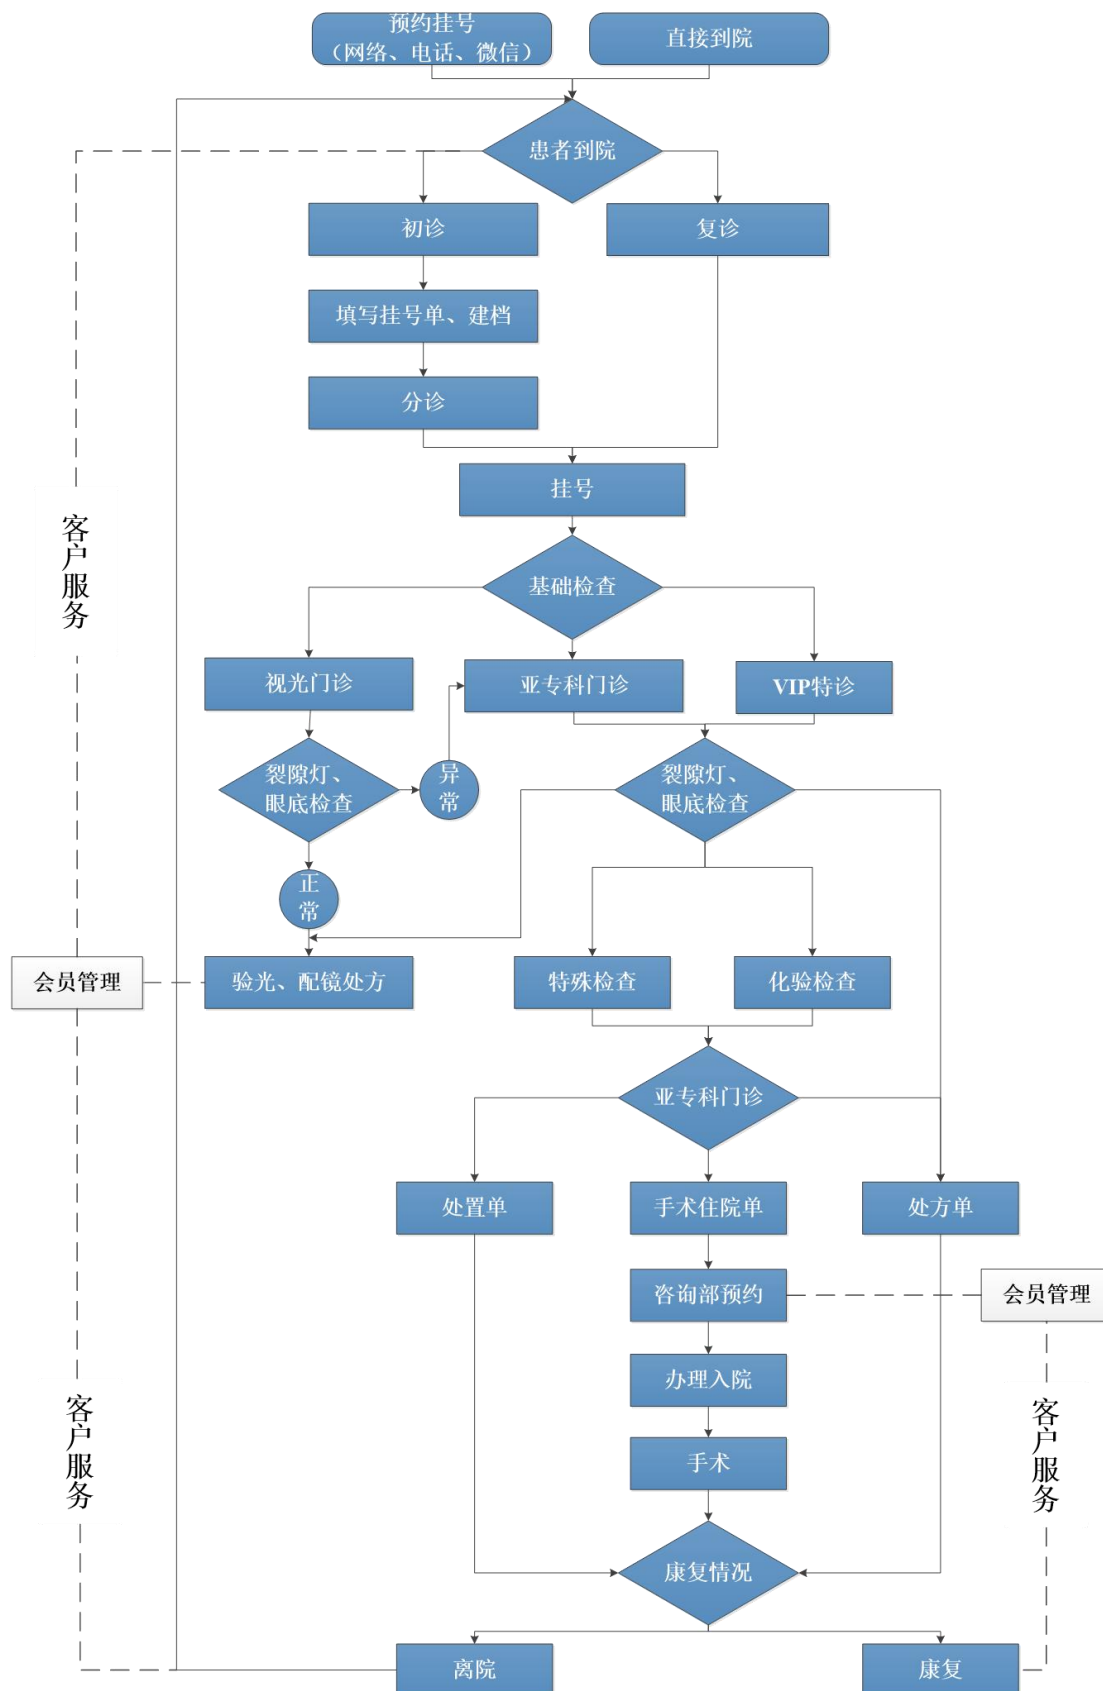 预约挂号
（网络、电话、微信）
直接到院
患者到院
初诊
复诊
填写挂号单、建档
分诊
挂号
客户服务
基础检查
视光门诊
亚专科门诊
VIP特诊
裂隙灯、
眼底检查
异
常
裂隙灯、
眼底检查
正
常
会员管理
验光、配镜处方
特殊检查
化验检查
亚专科门诊
处置单
手术住院单
处方单
咨询部预约
会员管理
办理入院
客户服务
客户服务
手术
康复情况
离院
康复